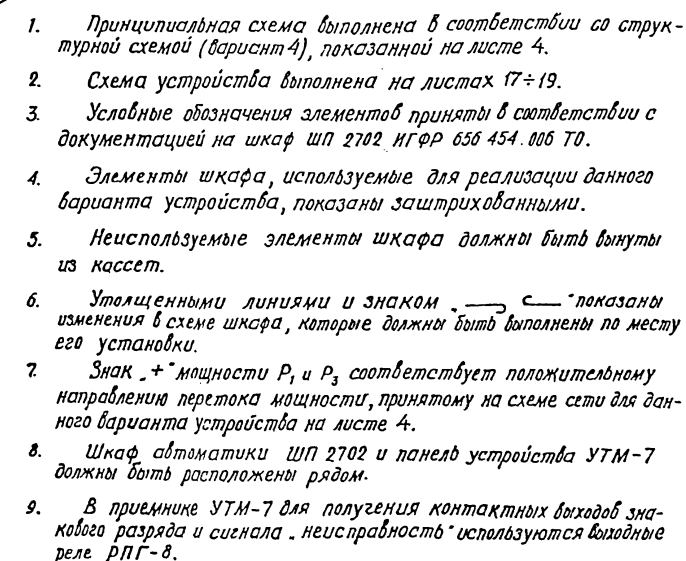 1. Принципиальная схема выполнена в соответствии со струк-
турной схемой (вариант 4), показанной на листе 4.
2. Схема устройства выполнена на листах 17÷19.
3. Условные обозначения элементов приняты в соответствии с
документацией на шкаф ШП 2702 ИГФР 656 454.006 ТО.
4. Элементы шкафа, используемые для реализации данного
варианта устройства, показаны заштрихованными.
5. Неиспользуемые элементы шкафа должны быть вынуты
из кассет.
6. Утолщенными линиями и знаком „ “ показаны
изменения в схеме шкафа, которые должны быть выполнены по месту
его установки.
7. Знак „+“ мощности P₁ и P₃ соответствует положительному
направлению перетока мощности, принятому на схеме сети для дан-
ного варианта устройства на листе 4.
8. Шкаф автоматики ШП 2702 и панель устройства УТМ-7
должны быть расположены рядом.
9. В приемнике УТМ-7 для получения контактных выходов зна-
кового разряда и сигнала „неисправность“ используются выходные
реле РПГ-8.